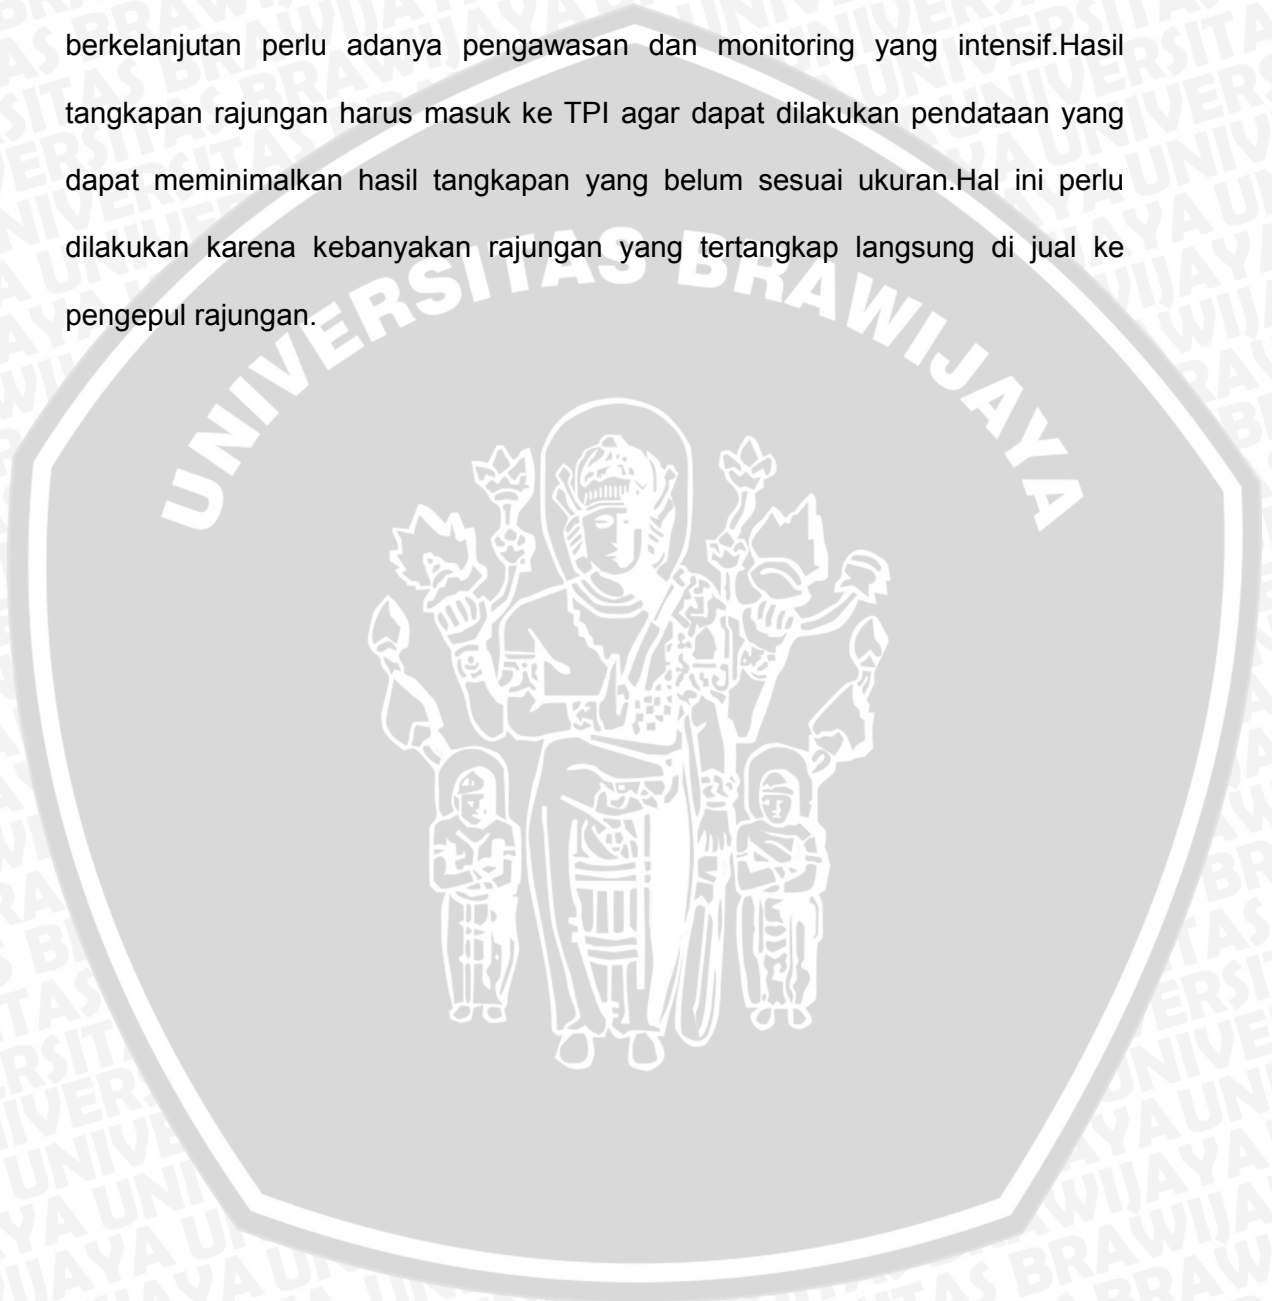 berkelanjutan perlu adanya pengawasan dan monitoring yang intensif.Hasil
tangkapan rajungan harus masuk ke TPI agar dapat dilakukan pendataan yang
dapat meminimalkan hasil tangkapan yang belum sesuai ukuran.Hal ini perlu
dilakukan karena kebanyakan rajungan yang tertangkap langsung di jual ke
pengepul rajungan.
UNIVERSITAS BRAWIJAYA